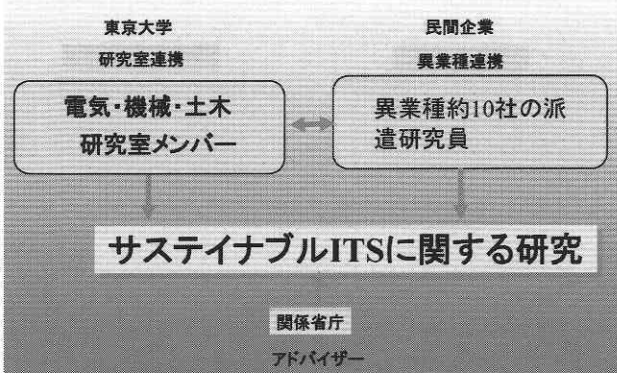 東京大学
研究室連携
電気・機械・土木
研究室メンバー
民間企業
異業種連携
異業種約10社の派
遣研究員
サステイナブルITSに関する研究
関係省庁
アドバイザー